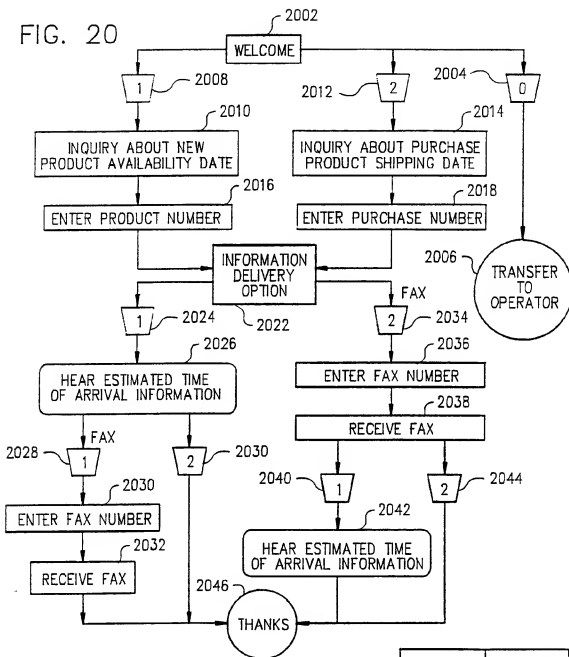 FIG. 20
2002
WELCOME
1
2008
2012
2
2004
0
2010
INQUIRY ABOUT NEW
PRODUCT AVAILABILITY DATE
2014
INQUIRY ABOUT PURCHASE
PRODUCT SHIPPING DATE
2016
ENTER PRODUCT NUMBER
2018
ENTER PURCHASE NUMBER
2006
TRANSFER
TO
OPERATOR
INFORMATION
DELIVERY
OPTION
2022
1
2024
FAX
2
2034
2026
HEAR ESTIMATED TIME
OF ARRIVAL INFORMATION
2036
ENTER FAX NUMBER
2038
RECEIVE FAX
FAX
2028
1
2
2030
2040
1
2
2044
2030
ENTER FAX NUMBER
2042
HEAR ESTIMATED TIME
OF ARRIVAL INFORMATION
2032
RECEIVE FAX
2046
THANKS